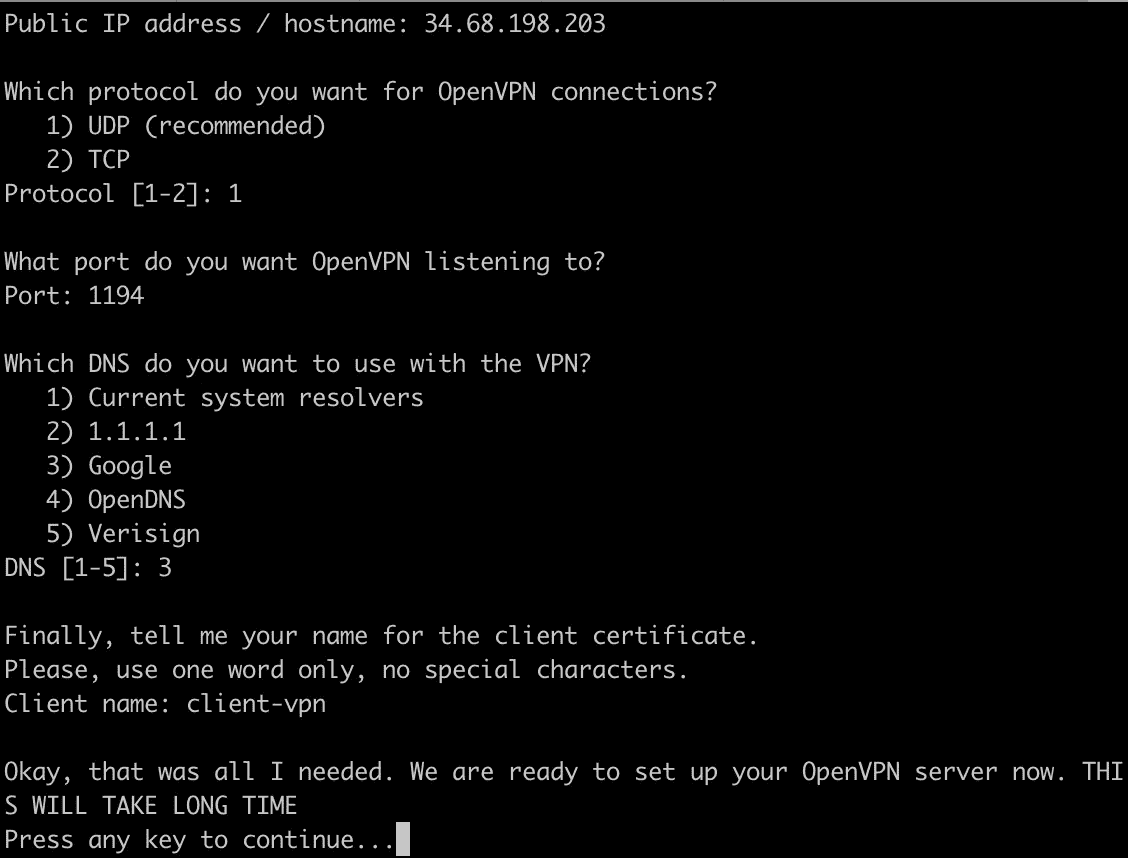 Public IP address / hostname: 34.68.198.203
Which protocol do you want for OpenVPN connections?
1) UDP (recommended)
2) TCP
Protocol [1-2]: 1
What port do you want OpenVPN listening to?
Port: 1194
Which DNS do you want to use with the VPN?
1) Current system resolvers
2) 1.1.1.1
3) Google
4) OpenDNS
5) Verisign
DNS [1-5]: 3
Finally, tell me your name for the client certificate.
Please, use one word only, no special characters.
Client name: client-vpn
Okay, that was all I needed. We are ready to set up your OpenVPN server now. THI
S WILL TAKE LONG TIME
Press any key to continue...